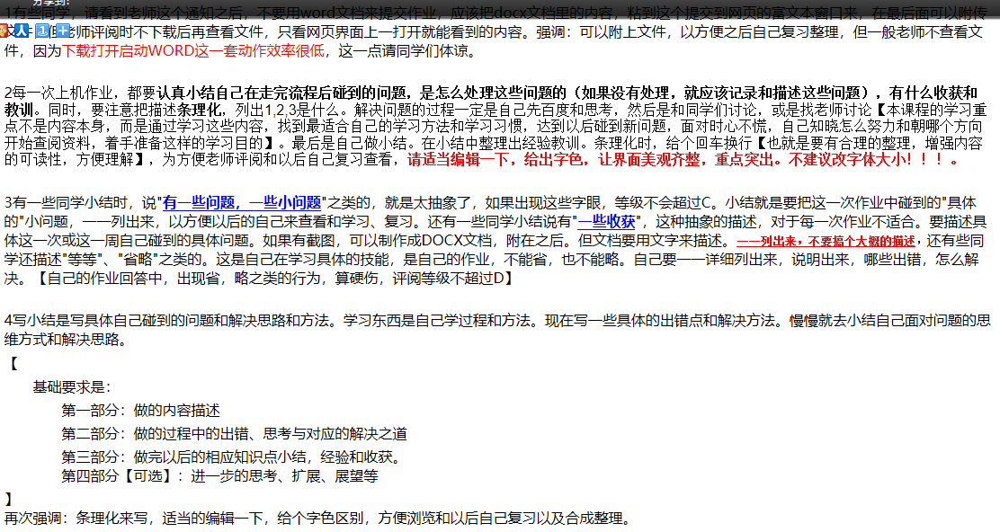 分享到:
1有些同学，请看到老师这个通知之后，不要用word文档来提交作业，应该把docx文档里的内容，粘到这个提交到网页的富文本窗口来，在最后面可以附传
老师评阅时不下载后再查看文件，只看网页界面上一打开就能看到的内容。强调：可以附上文件，以方便之后自己复习整理，但一般老师不查看文
件，因为下载打开启动WORD这一套动作效率很低，这一点请同学们体谅。
2每一次上机作业，都要认真小结自己在走完流程后碰到的问题，是怎么处理这些问题的（如果没有处理，就应该记录和描述这些问题），有什么收获和
教训。同时，要注意把描述条理化，列出1,2,3是什么。解决问题的过程一定是自己先百度和思考，然后是和同学们讨论，或是找老师讨论【本课程的学习重
点不是内容本身，而是通过学习这些内容，找到最适合自己的学习方法和学习习惯，达到以后碰到新问题，面对时心不慌，自己知晓怎么努力和朝哪个方向
开始查阅资料，着手准备这样的学习目的】。最后是自己做小结。在小结中整理出经验教训。条理化时，给个回车换行【也就是要有合理的整理，增强内容
的可读性，方便理解】，为方便老师评阅和以后自己复习查看，请适当编辑一下，给出字色，让界面美观齐整，重点突出。不建议改字体大小！！！。
3有一些同学小结时，说"有一些问题，一些小问题"之类的，就是太抽象了，如果出现这些字眼，等级不会超过C。小结就是要把这一次作业中碰到的"具体
的"小问题，一一列出来，以方便以后的自己来查看和学习、复习。还有一些同学小结说有"一些收获"，这种抽象的描述，对于每一次作业不适合。要描述具
体这一次或这一周自己碰到的具体问题。如果有截图，可以制作成DOCX文档，附在之后。但文档要用文字来描述。一一列出来，不要搞个大概的描述，还有些同
学还描述"等等"、"省略"之类的。这是自己在学习具体的技能，是自己的作业，不能省，也不能略。自己要一一详细列出来，说明出来，哪些出错，怎么解
决。【自己的作业回答中，出现省，略之类的行为，算硬伤，评阅等级不超过D】
4写小结是写具体自己碰到的问题和解决思路和方法。学习东西是自己学过程和方法。现在写一些具体的出错点和解决方法。慢慢就去小结自己面对问题的思
维方式和解决思路。
【
基础要求是：
第一部分：做的内容描述
第二部分：做的过程中的出错、思考与对应的解决之道
第三部分：做完以后的相应知识点小结，经验和收获。
第四部分【可选】：进一步的思考、扩展、展望等
】
再次强调：条理化来写，适当的编辑一下，给个字色区别，方便浏览和以后自己复习以及合成整理。